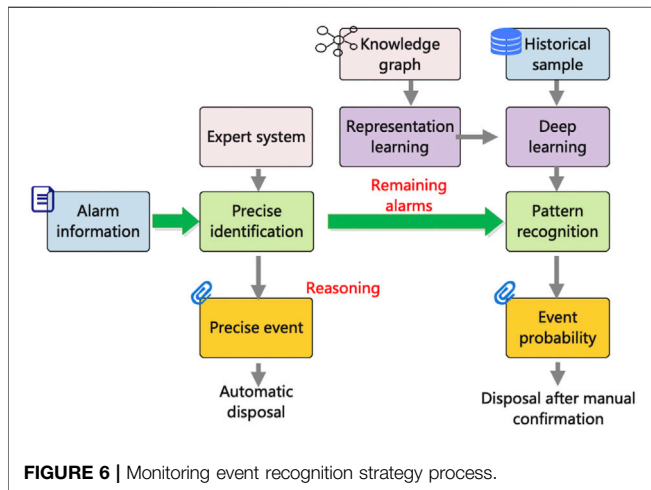 Knowledge
graph
Historical
sample
Expert
system
Representation
learning
Deep
learning
Alarm
information
Precise
identification
Remaining
alarms
Pattern
recognition
Reasoning
Precise event
Event
probability
Automatic
disposal
Disposal after manual
confirmation
FIGURE 6 | Monitoring event recognition strategy process.